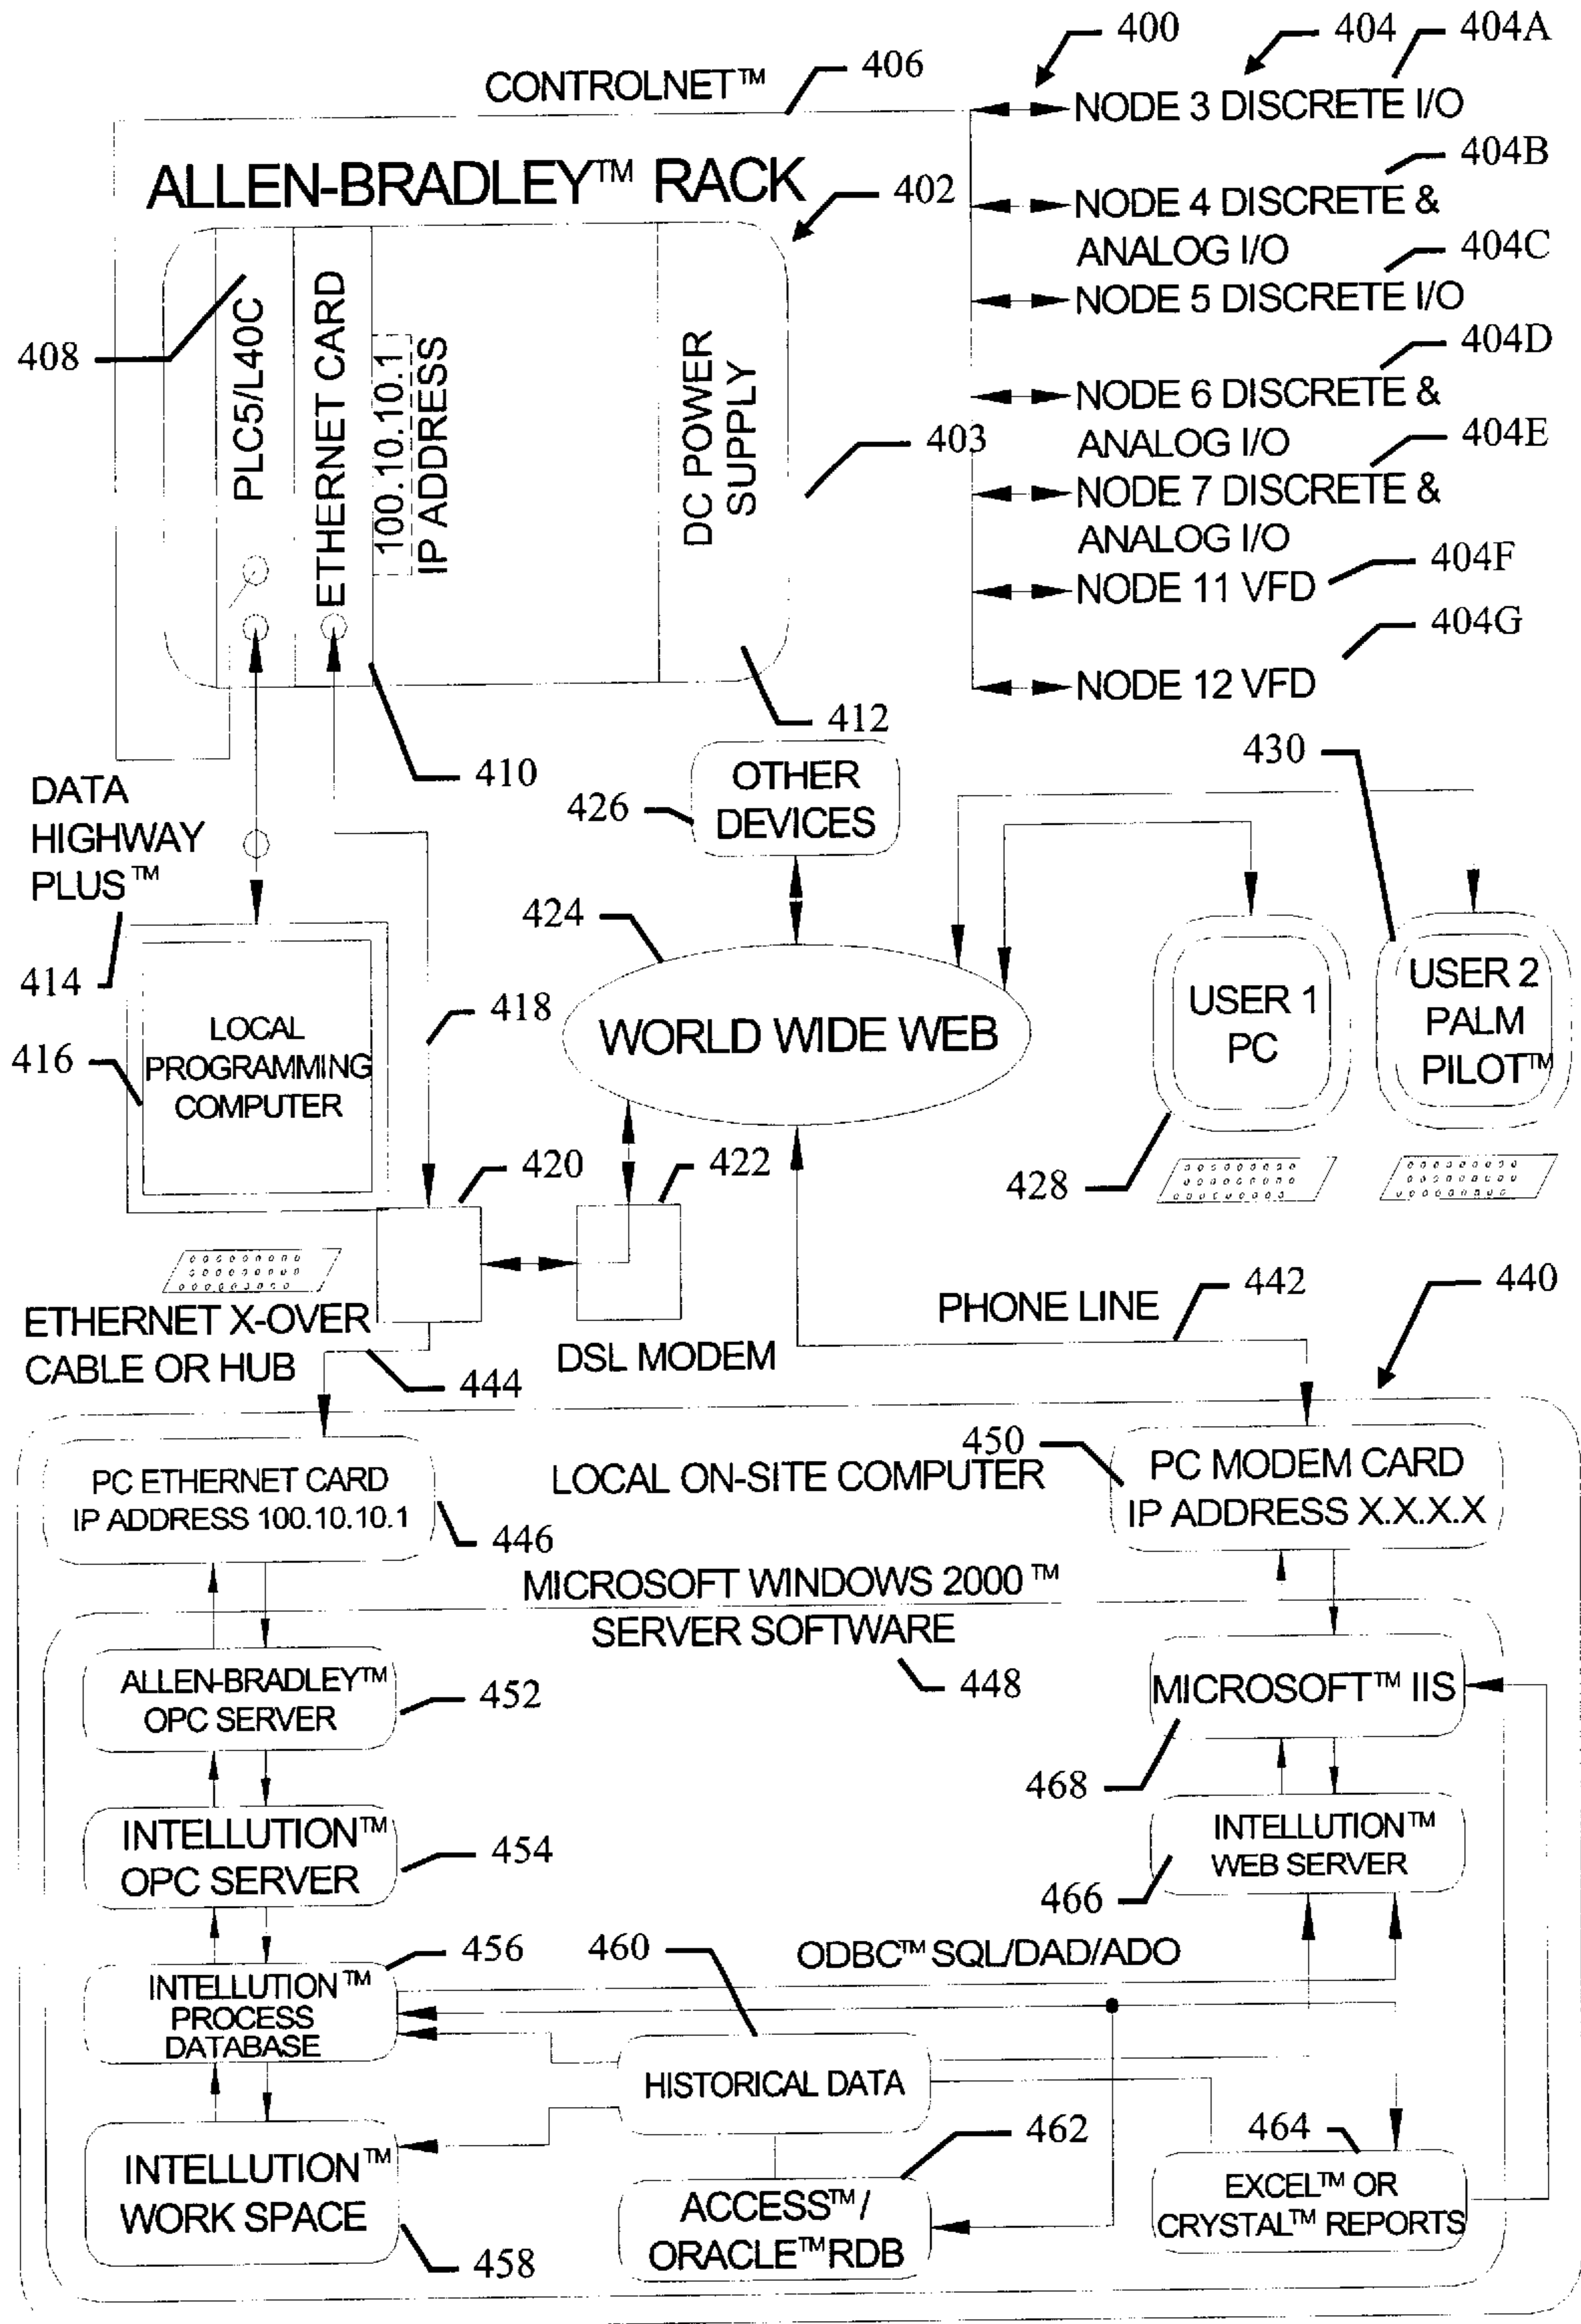 400
404
404A
CONTROLNET™
406
NODE 3 DISCRETE I/O
ALLEN-BRADLEY™ RACK
402
404B
NODE 4 DISCRETE &
ANALOG I/O
404C
NODE 5 DISCRETE I/O
408
PLC5/L40C
ETHERNET CARD
100.10.10.1
IP ADDRESS
DC POWER
SUPPLY
403
404D
NODE 6 DISCRETE &
ANALOG I/O
404E
NODE 7 DISCRETE &
ANALOG I/O
404F
NODE 11 VFD
404G
NODE 12 VFD
412
410
DATA
HIGHWAY
PLUS™
414
OTHER
DEVICES
426
430
424
WORLD WIDE WEB
USER 1
PC
USER 2
PALM
PILOT™
418
416
LOCAL
PROGRAMMING
COMPUTER
420
422
428
ETHERNET X-OVER
CABLE OR HUB
444
DSL MODEM
PHONE LINE
442
440
PC ETHERNET CARD
IP ADDRESS 100.10.10.1
446
LOCAL ON-SITE COMPUTER
450
PC MODEM CARD
IP ADDRESS X.X.X.X
MICROSOFT WINDOWS 2000™
SERVER SOFTWARE
448
ALLEN-BRADLEY™
OPC SERVER
452
MICROSOFT™ IIS
468
INTELLUTION™
OPC SERVER
454
INTELLUTION™
WEB SERVER
466
456
INTELLUTION™
PROCESS
DATABASE
460
ODBC™ SQL/DAD/ADO
HISTORICAL DATA
INTELLUTION™
WORK SPACE
458
462
ACCESS™/
ORACLE™ RDB
464
EXCEL™ OR
CRYSTAL™ REPORTS